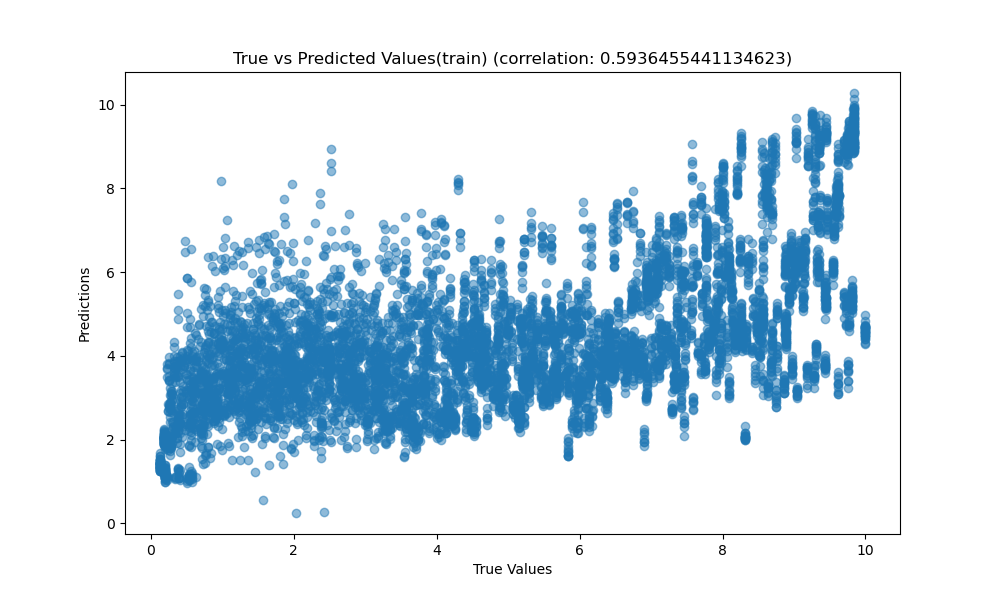 True vs Predicted Values(train) (correlation: 0.5936455441134623)
10
8
6
4
2
0
Predictions
0 2 4 6 8 10
True Values